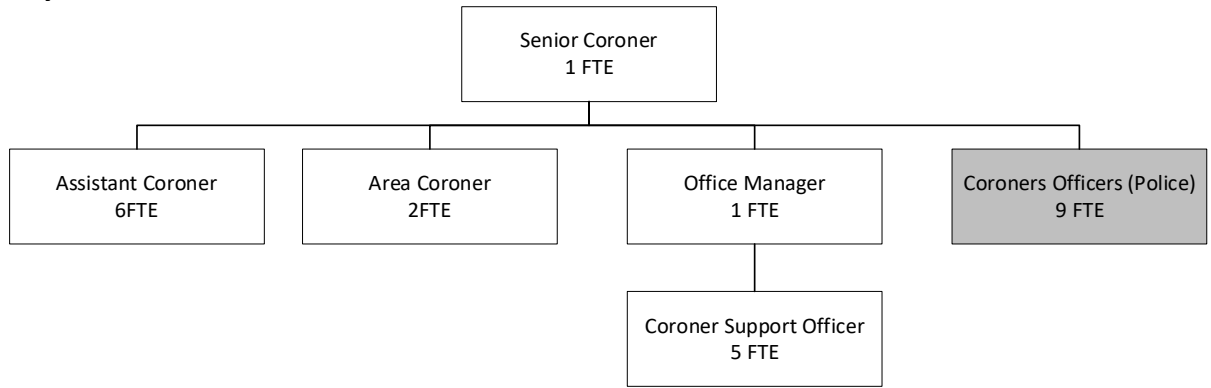 Senior Coroner
1 FTE
Assistant Coroner
6FTE
Area Coroner
2FTE
Office Manager
1 FTE
Coroners Officers (Police)
9 FTE
Coroner Support Officer
5 FTE